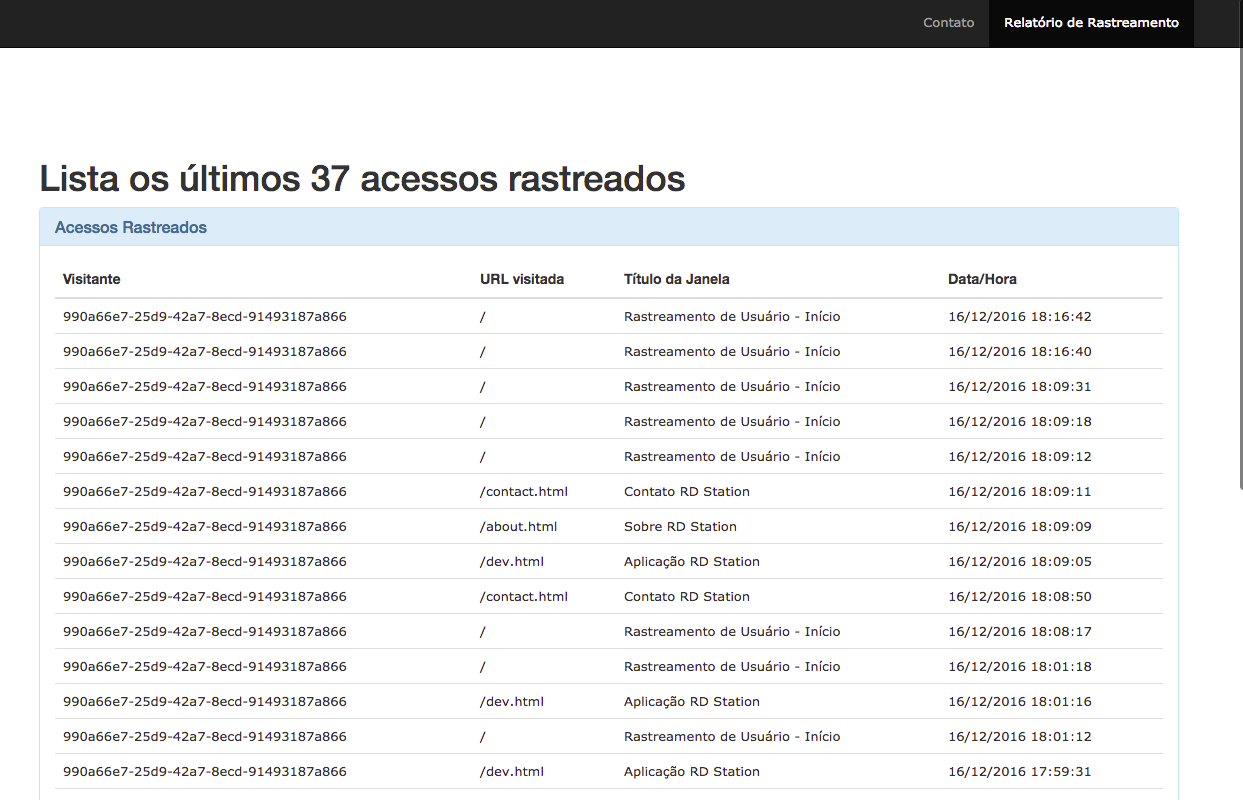 Contato Relatório de Rastreamento
Lista os últimos 37 acessos rastreados
Acessos Rastreados
Visitante URL visitada Título da Janela Data/Hora
990a66e7-25d9-42a7-8ecd-91493187a866 / Rastreamento de Usuário - Início 16/12/2016 18:16:42
990a66e7-25d9-42a7-8ecd-91493187a866 / Rastreamento de Usuário - Início 16/12/2016 18:16:40
990a66e7-25d9-42a7-8ecd-91493187a866 / Rastreamento de Usuário - Início 16/12/2016 18:09:31
990a66e7-25d9-42a7-8ecd-91493187a866 / Rastreamento de Usuário - Início 16/12/2016 18:09:18
990a66e7-25d9-42a7-8ecd-91493187a866 / Rastreamento de Usuário - Início 16/12/2016 18:09:12
990a66e7-25d9-42a7-8ecd-91493187a866 /contact.html Contato RD Station 16/12/2016 18:09:11
990a66e7-25d9-42a7-8ecd-91493187a866 /about.html Sobre RD Station 16/12/2016 18:09:09
990a66e7-25d9-42a7-8ecd-91493187a866 /dev.html Aplicação RD Station 16/12/2016 18:09:05
990a66e7-25d9-42a7-8ecd-91493187a866 /contact.html Contato RD Station 16/12/2016 18:08:50
990a66e7-25d9-42a7-8ecd-91493187a866 / Rastreamento de Usuário - Início 16/12/2016 18:08:17
990a66e7-25d9-42a7-8ecd-91493187a866 / Rastreamento de Usuário - Início 16/12/2016 18:01:18
990a66e7-25d9-42a7-8ecd-91493187a866 /dev.html Aplicação RD Station 16/12/2016 18:01:16
990a66e7-25d9-42a7-8ecd-91493187a866 / Rastreamento de Usuário - Início 16/12/2016 18:01:12
990a66e7-25d9-42a7-8ecd-91493187a866 /dev.html Aplicação RD Station 16/12/2016 17:59:31